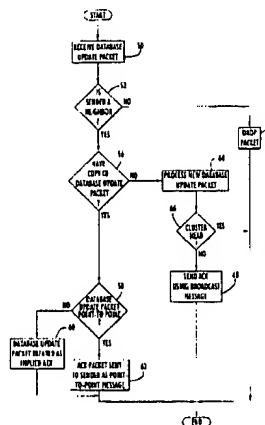 START
RECEIVE DATABASE
UPDATE PACKET
50
IS
SENDER A
NEIGHBOR
?
52
NO
YES
DROP
PACKET
HAVE
COPY OF
DATABASE UPDATE
PACKET
?
56
NO
YES
PROCESS NEW DATABASE
UPDATE PACKET
64
66
CLUSTER
HEAD
?
YES
NO
SEND ACK
USING BROADCAST
MESSAGE
68
DATABASE
UPDATE PACKET
POINT-TO-POINT
?
58
NO
YES
DATABASE UPDATE
PACKET
AS
IMPLIED ACK
60
ACK PACKET SENT
TO SENDER AS POINT-
TO-POINT MESSAGE
62
END